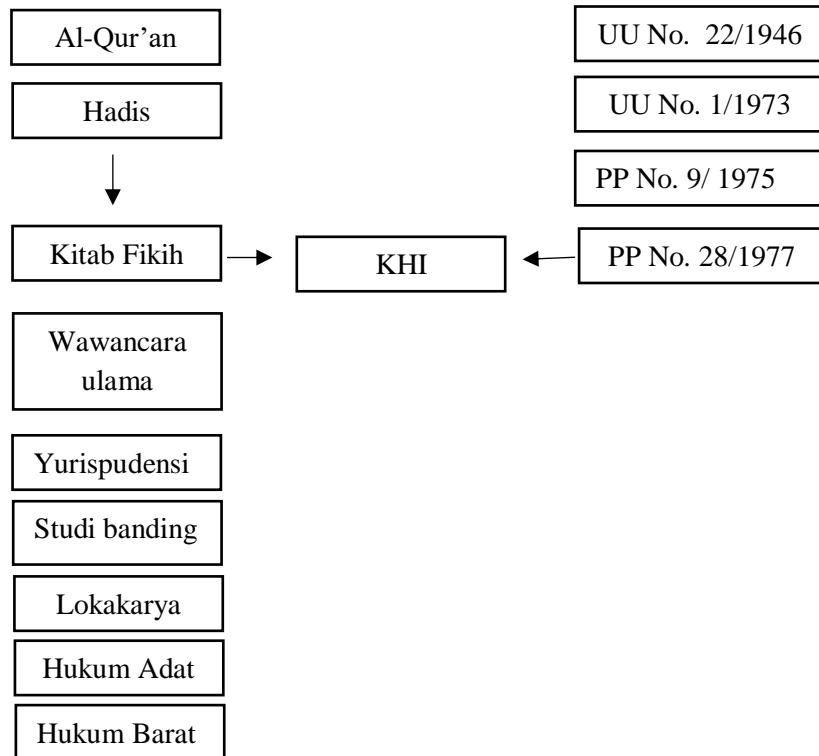 Al-Qur’an
Hadis
Kitab Fikih
Wawancara
ulama
Yurispudensi
Studi banding
Lokakarya
Hukum Adat
Hukum Barat
KHI
UU No. 22/1946
UU No. 1/1973
PP No. 9/ 1975
PP No. 28/1977